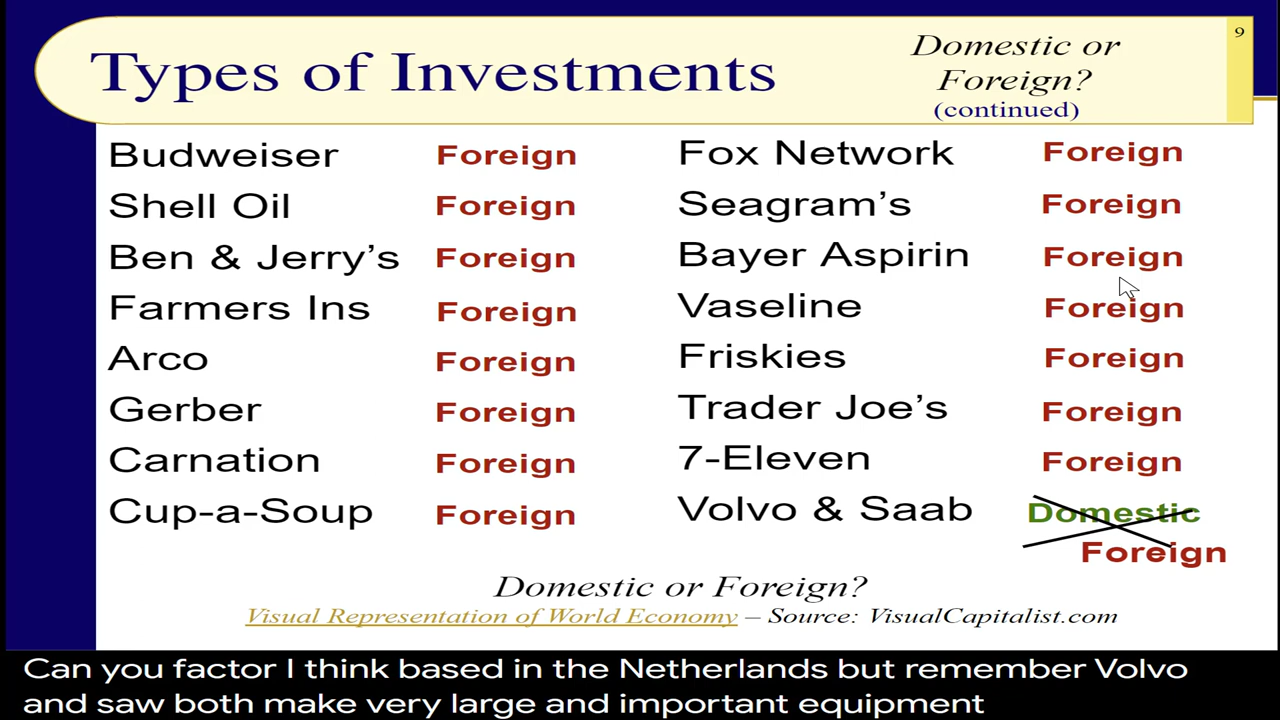 Types of Investments
Domestic or
Foreign?
(continued)
9
Budweiser Foreign
Shell Oil Foreign
Ben & Jerry's Foreign
Farmers Ins Foreign
Arco Foreign
Gerber Foreign
Carnation Foreign
Cup-a-Soup Foreign
Fox Network Foreign
Seagram's Foreign
Bayer Aspirin Foreign
Vaseline Foreign
Friskies Foreign
Trader Joe's Foreign
7-Eleven Foreign
Volvo & Saab Domestic
Foreign
Domestic or Foreign?
Visual Representation of World Economy – Source: VisualCapitalist.com
Can you factor I think based in the Netherlands but remember Volvo
and saw both make very large and important equipment